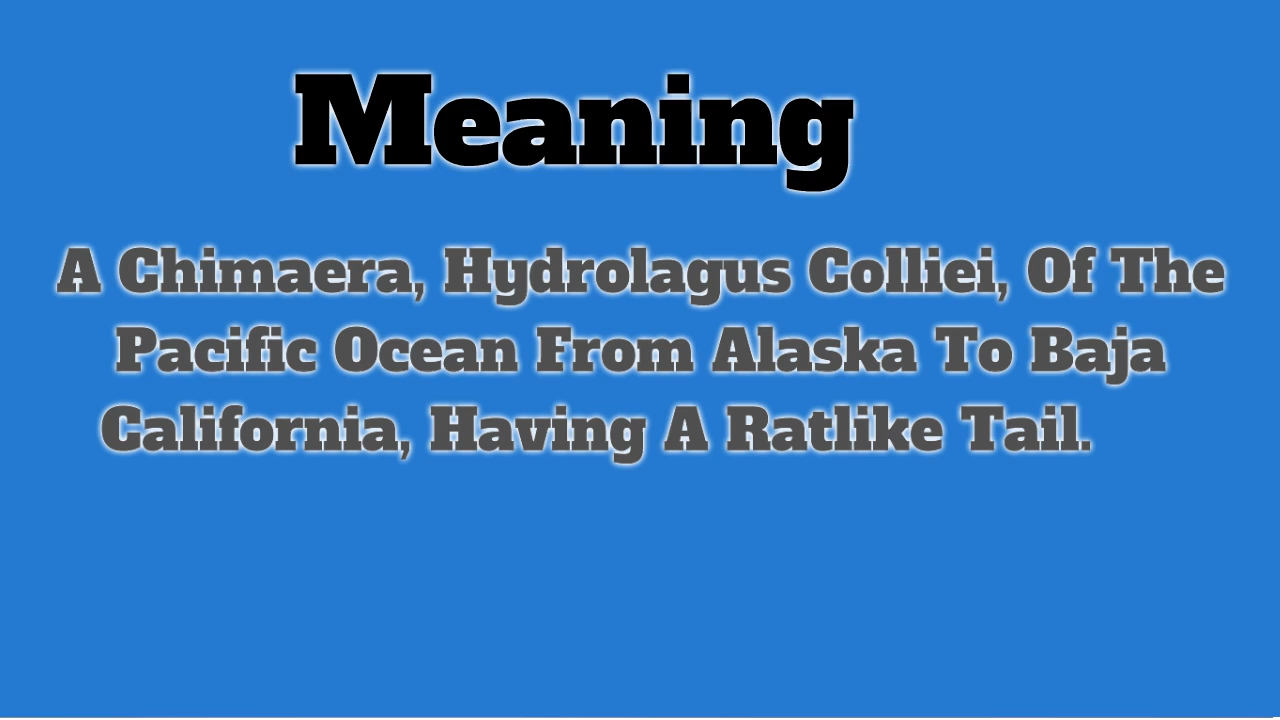 Meaning
A Chimaera, Hydrolagus Colliei, Of The
Pacific Ocean From Alaska To Baja
California, Having A Ratlike Tail.